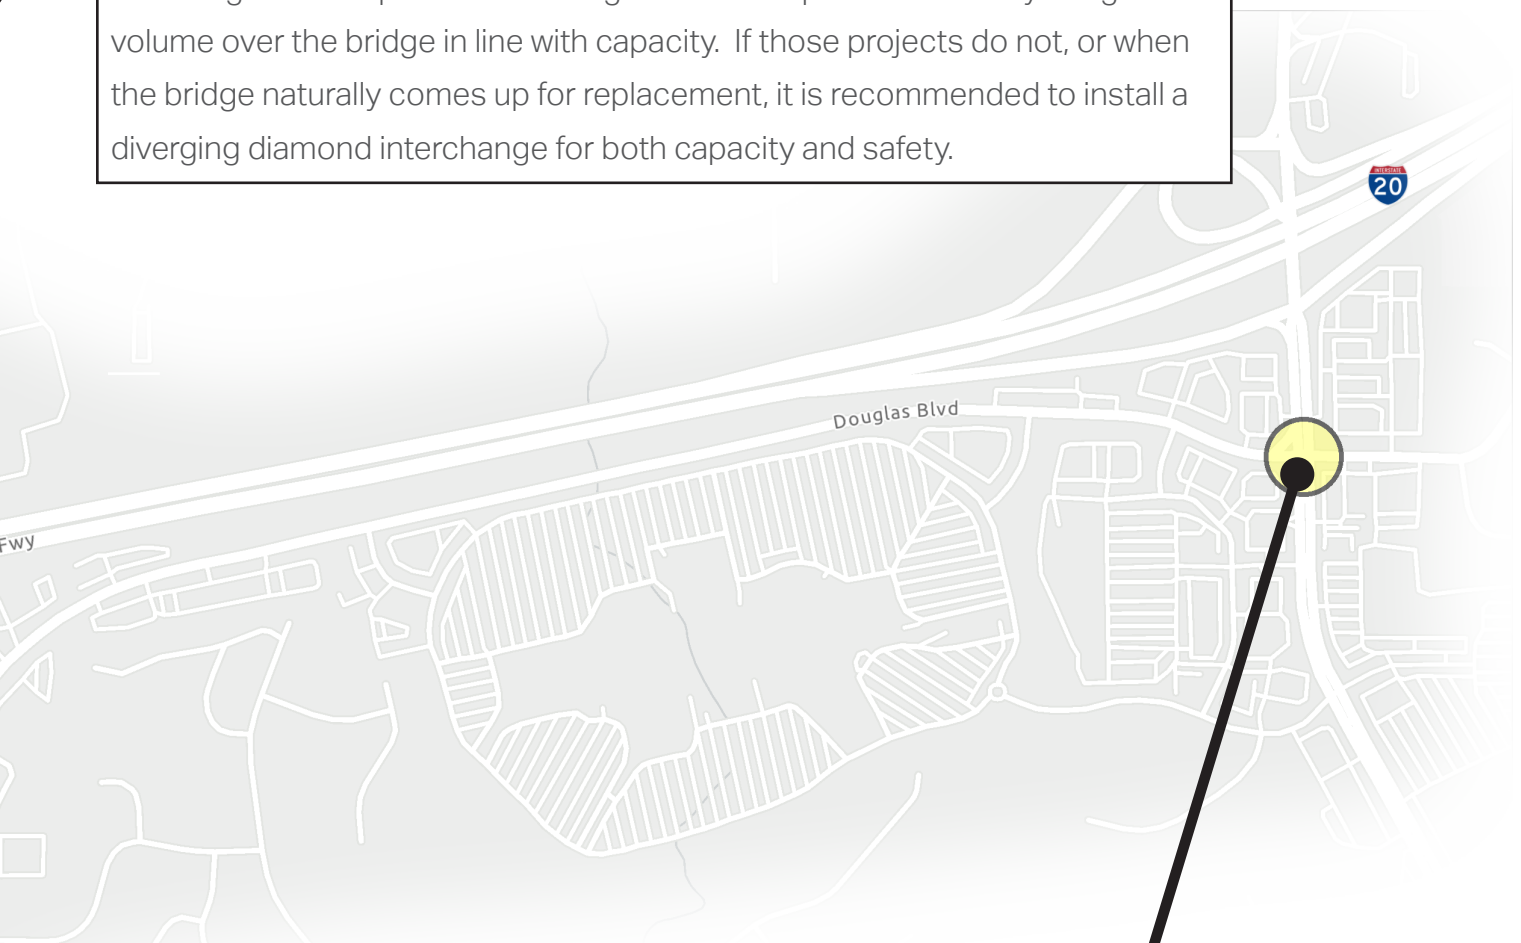 volume over the bridge in line with capacity.  If those projects do not, or when
the bridge naturally comes up for replacement, it is recommended to install a
diverging diamond interchange for both capacity and safety.
INTERSTATE
20
Douglas Blvd
Fwy